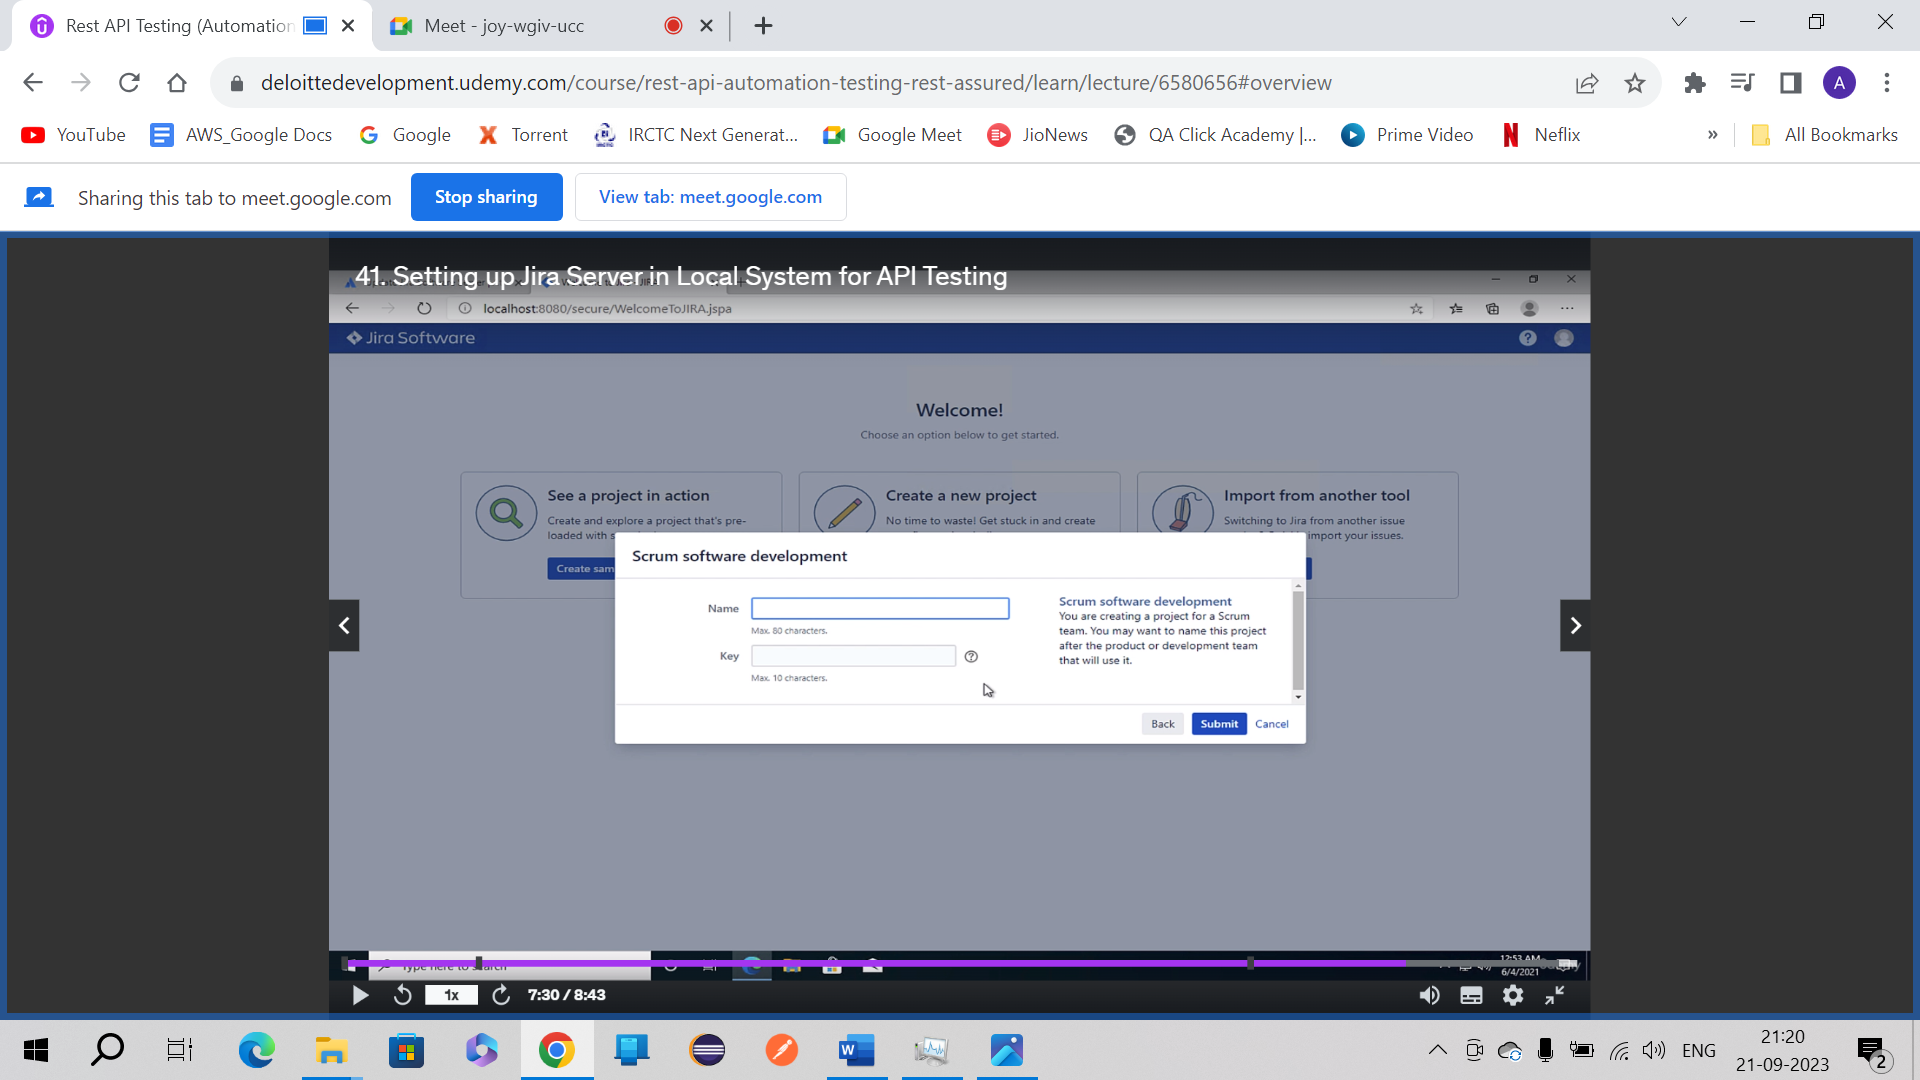 Rest API Testing (Automation
Meet - joy-wgiv-ucc
deloittedevelopment.udemy.com/course/rest-api-automation-testing-rest-assured/learn/lecture/6580656#overview
A
YouTube
AWS_Google Docs
Google
Torrent
IRCTC Next Generat...
Google Meet
JioNews
QA Click Academy |...
Prime Video
Neflix
»
All Bookmarks
Sharing this tab to meet.google.com
Stop sharing
View tab: meet.google.com
41. Setting up Jira Server in Local System for API Testing
localhost:8080/secure/WelcomeToJIRA.jspa
Jira Software
Welcome!
Choose an option below to get started.
See a project in action
Create and explore a project that's pre-
loaded with
Create sam
Create a new project
No time to waste! Get stuck in and create
Import from another tool
Switching to Jira from another issue
import your issues.
Scrum software development
Name
Max. 80 characters.
Key
Max. 10 characters.
Scrum software development
You are creating a project for a Scrum
team. You may want to name this project
after the product or development team
that will use it.
Back
Submit
Cancel
Type here to search
12:53 AM
6/4/2021
1x
7:30 / 8:43
ENG
21:20
21-09-2023
2